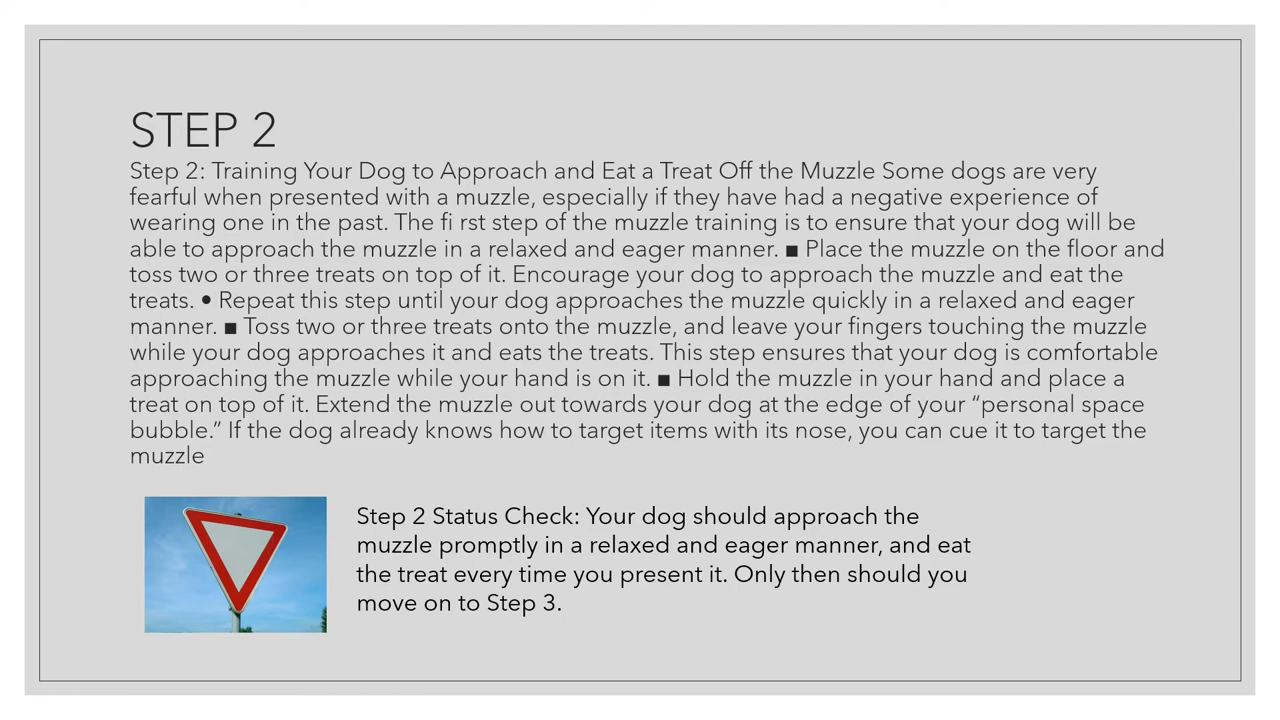 STEP 2
Step 2: Training Your Dog to Approach and Eat a Treat Off the Muzzle Some dogs are very
fearful when presented with a muzzle, especially if they have had a negative experience of
wearing one in the past. The fi rst step of the muzzle training is to ensure that your dog will be
able to approach the muzzle in a relaxed and eager manner. ■ Place the muzzle on the floor and
toss two or three treats on top of it. Encourage your dog to approach the muzzle and eat the
treats. • Repeat this step until your dog approaches the muzzle quickly in a relaxed and eager
manner. ■ Toss two or three treats onto the muzzle, and leave your fingers touching the muzzle
while your dog approaches it and eats the treats. This step ensures that your dog is comfortable
approaching the muzzle while your hand is on it. ■ Hold the muzzle in your hand and place a
treat on top of it. Extend the muzzle out towards your dog at the edge of your “personal space
bubble.” If the dog already knows how to target items with its nose, you can cue it to target the
muzzle
Step 2 Status Check: Your dog should approach the
muzzle promptly in a relaxed and eager manner, and eat
the treat every time you present it. Only then should you
move on to Step 3.